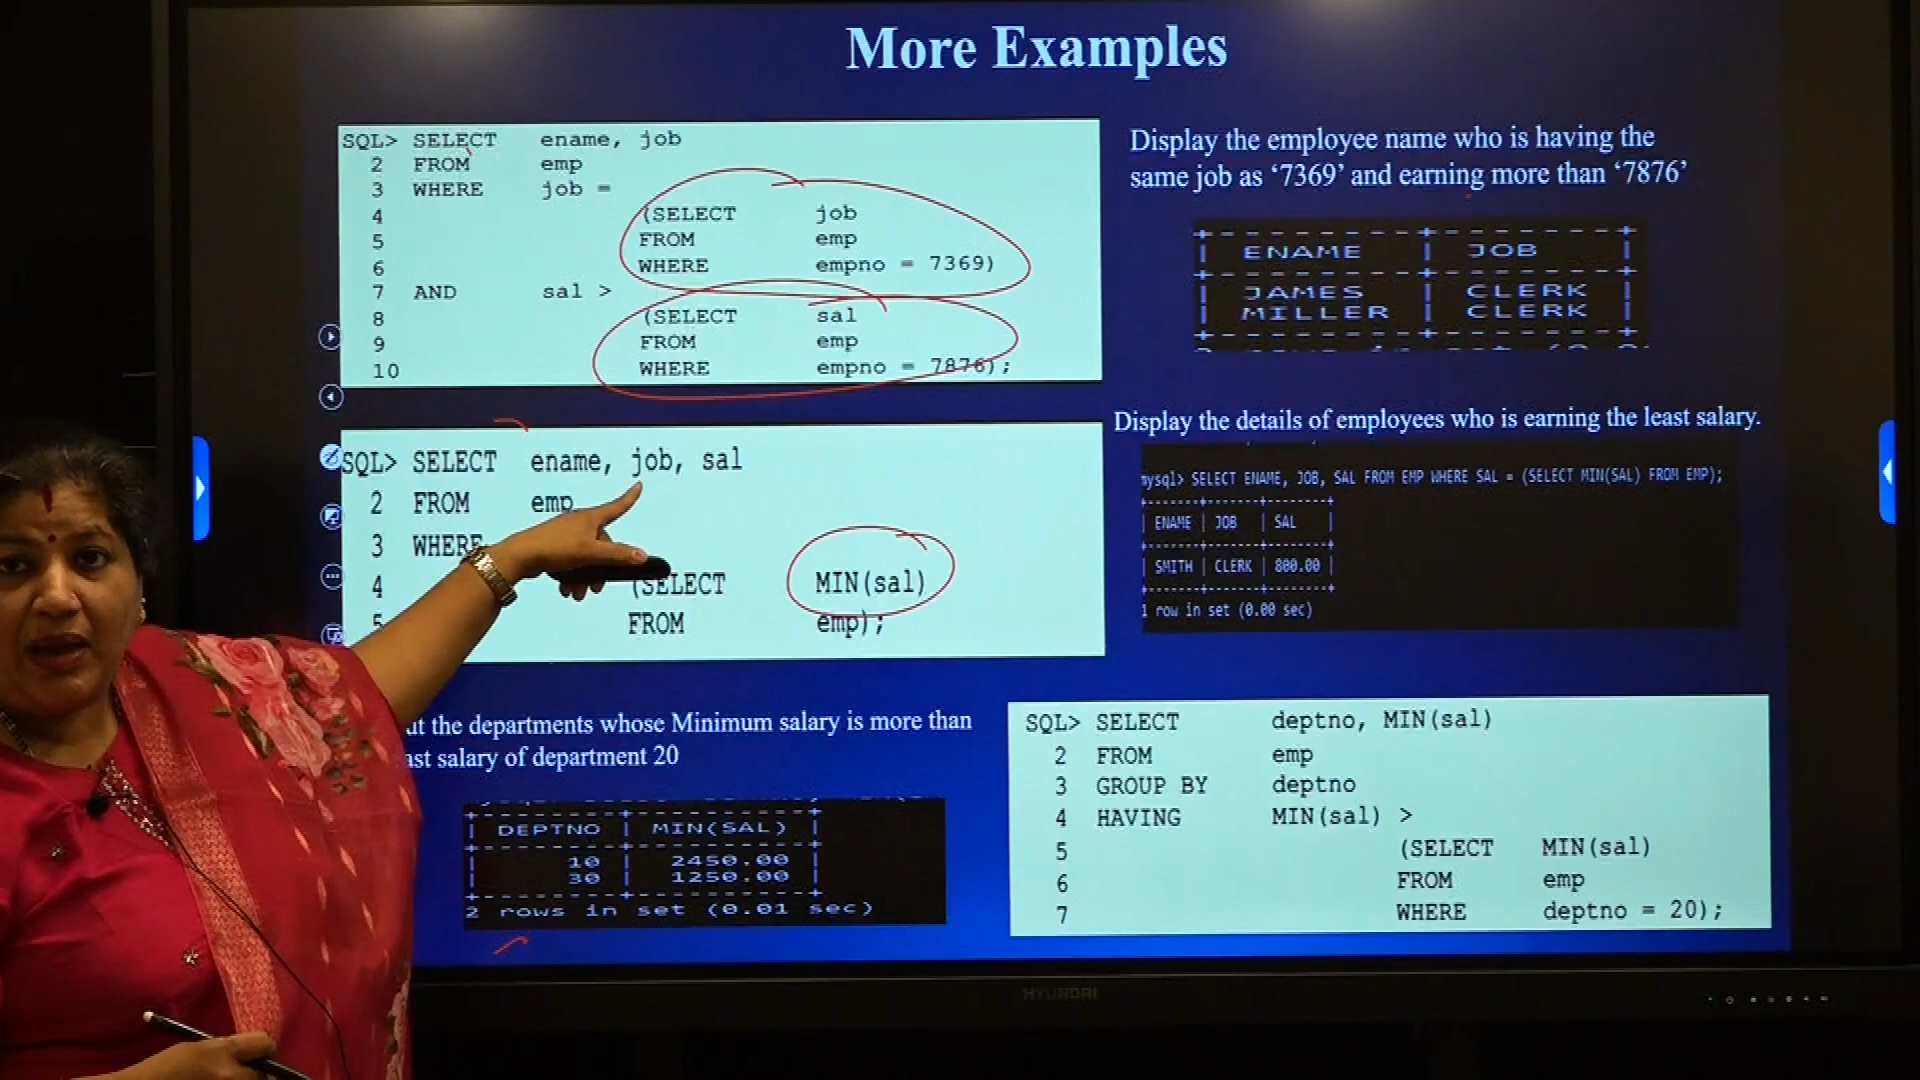 More Examples
SQL> SELECT ename, job
2 FROM emp
3 WHERE job =
4 (SELECT job
5 FROM emp
6 WHERE empno = 7369)
7 AND sal >
8 (SELECT sal
9 FROM emp
10 WHERE empno = 7876);
Display the employee name who is having the
same job as ‘7369’ and earning more than ‘7876’
ENAME | JOB
JAMES | CLERK
MILLER | CLERK
SQL> SELECT ename, job, sal
2 FROM emp
3 WHERE
4 (SELECT MIN(sal)
5 FROM emp);
Display the details of employees who is earning the least salary.
mysql> SELECT ENAME, JOB, SAL FROM EMP WHERE SAL = (SELECT MIN(SAL) FROM EMP);
| ENAME | JOB | SAL |
| SMITH | CLERK | 800.00 |
1 row in set (0.00 sec)
the departments whose Minimum salary is more than
salary of department 20
| DEPTNO | MIN(SAL) |
| 10 | 2450.00 |
| 30 | 1250.00 |
2 rows in set (0.01 sec)
SQL> SELECT deptno, MIN(sal)
2 FROM emp
3 GROUP BY deptno
4 HAVING MIN(sal) >
5 (SELECT MIN(sal)
6 FROM emp
7 WHERE deptno = 20);
HYUNDAI